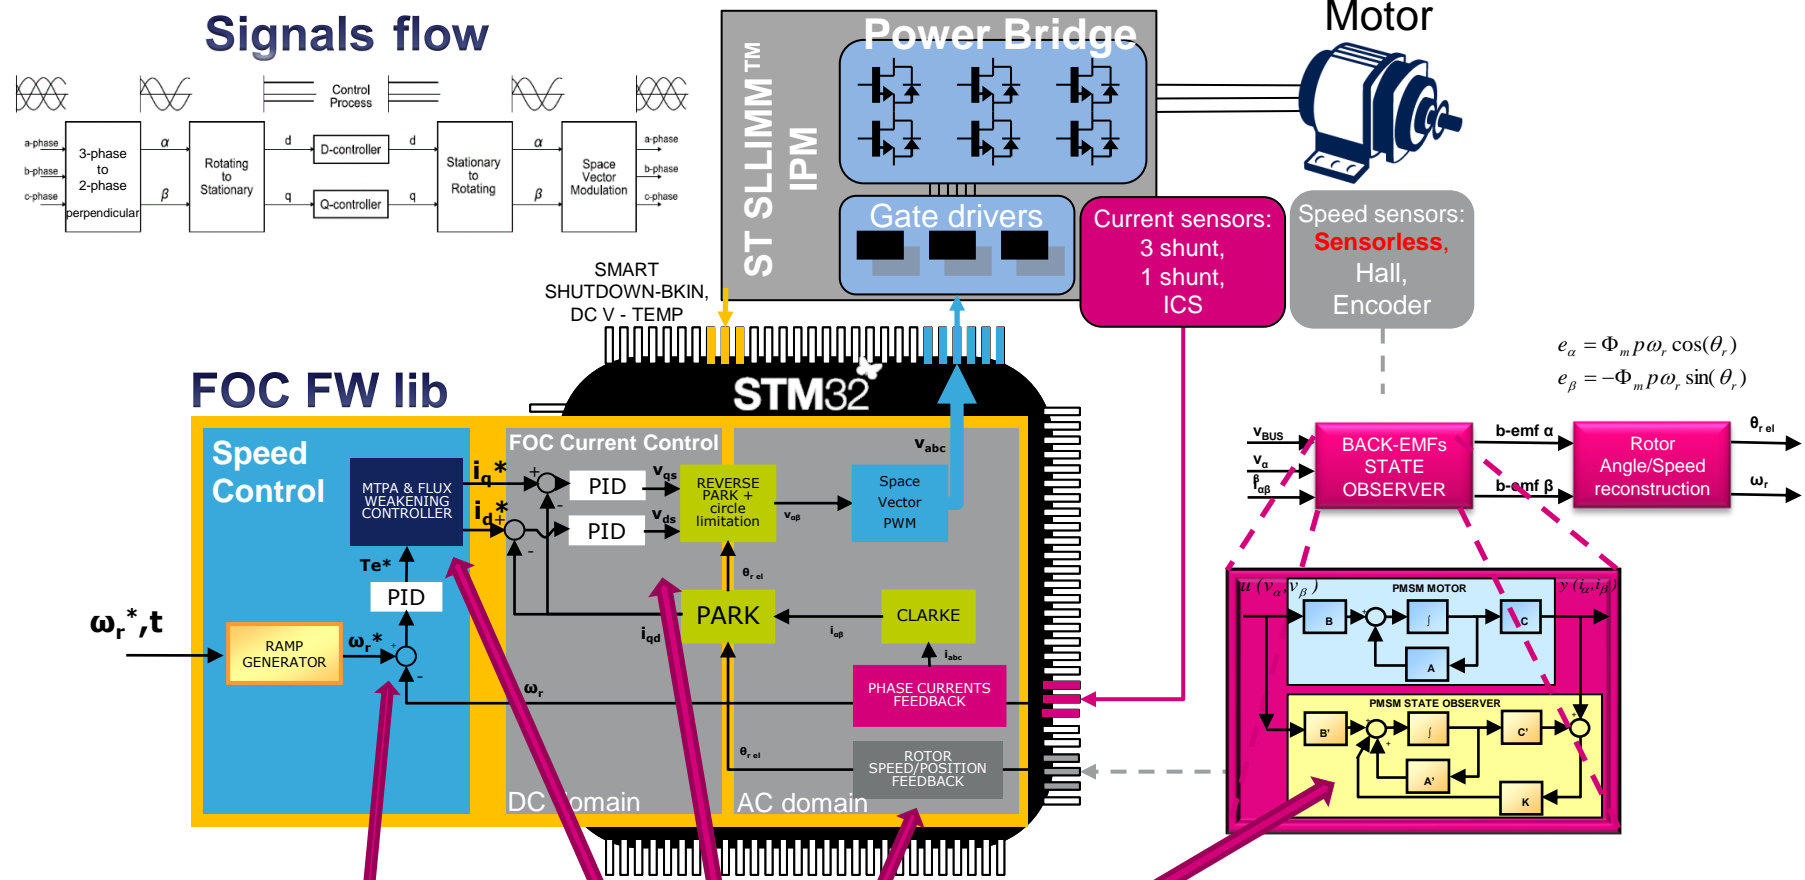 Signals flow
Control
Process
a-phase
b-phase
c-phase
3-phase
to
2-phase
perpendicular
α
β
Rotating
to
Stationary
d
q
D-controller
Q-controller
d
q
Stationary
to
Rotating
α
β
Space
Vector
Modulation
a-phase
b-phase
c-phase
ST SLLIMM™
IPM
Power Bridge
Gate drivers
Motor
Current sensors:
3 shunt,
1 shunt,
ICS
Speed sensors:
Sensorless,
Hall,
Encoder
SMART
SHUTDOWN-BKIN,
DC V - TEMP
STM32
FOC FW lib
Speed
Control
MTPA & FLUX
WEAKENING
CONTROLLER
Te*
PID
ωr*,t
RAMP
GENERATOR
ωr*
+
-
iq*
id*
+
FOC Current Control
+
-
-
PID
PID
vqs
vds
REVERSE
PARK +
circle
limitation
vαβ
Space
Vector
PWM
vabc
θr el
PARK
iqd
iαβ
CLARKE
iabc
PHASE CURRENTS
FEEDBACK
ωr
θr el
ROTOR
SPEED/POSITION
FEEDBACK
DC domain
AC domain
eα = Φm pωr cos(θr)
eβ = −Φm pωr sin( θr)
vBUS
vα
β
iαβ
BACK-EMFs
STATE
OBSERVER
b-emf α
b-emf β
Rotor
Angle/Speed
reconstruction
θr el
ωr
u (vα,vβ)
PMSM MOTOR
y (iα,iβ)
B
+
∫
C
A
PMSM STATE OBSERVER
B'
+
+
∫
C'
+
-
A'
K